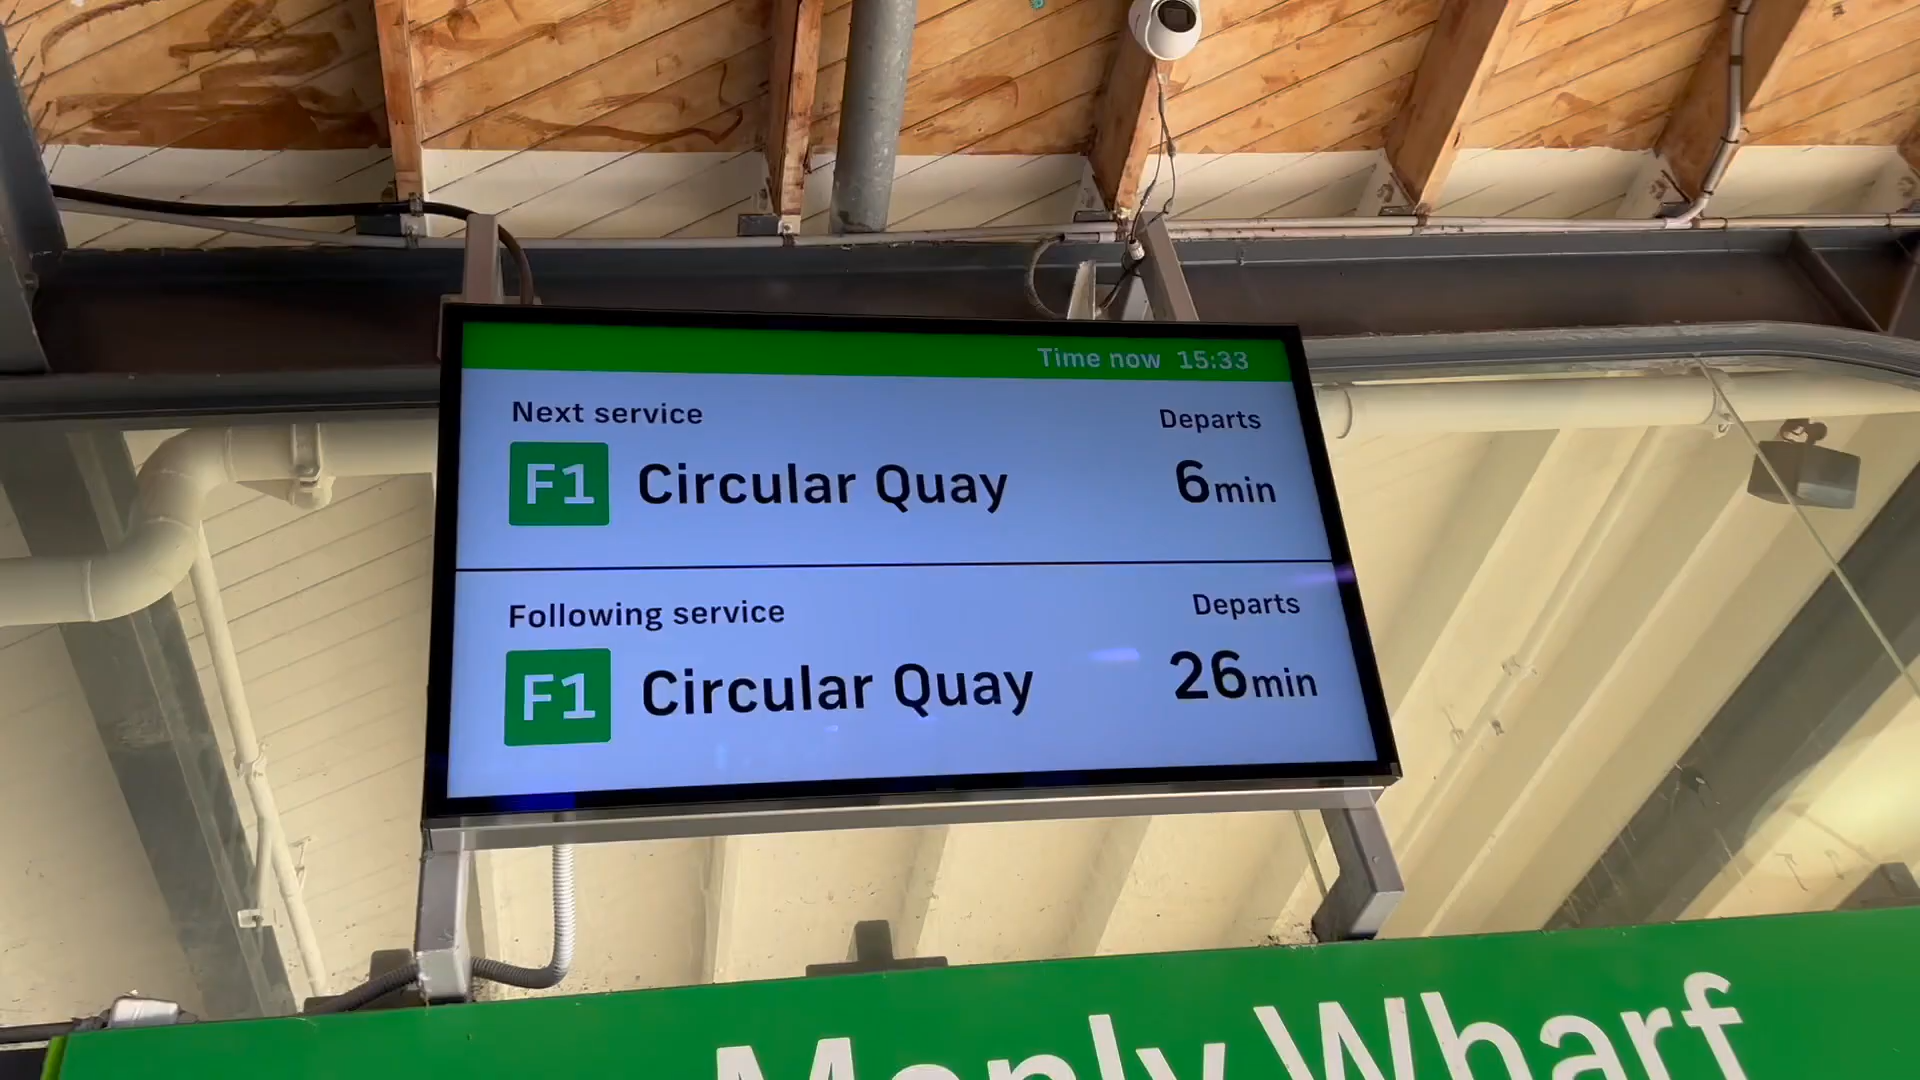 Time now 15:33
Next service Departs
F1 Circular Quay 6min
Following service Departs
F1 Circular Quay 26min
Manly Wharf